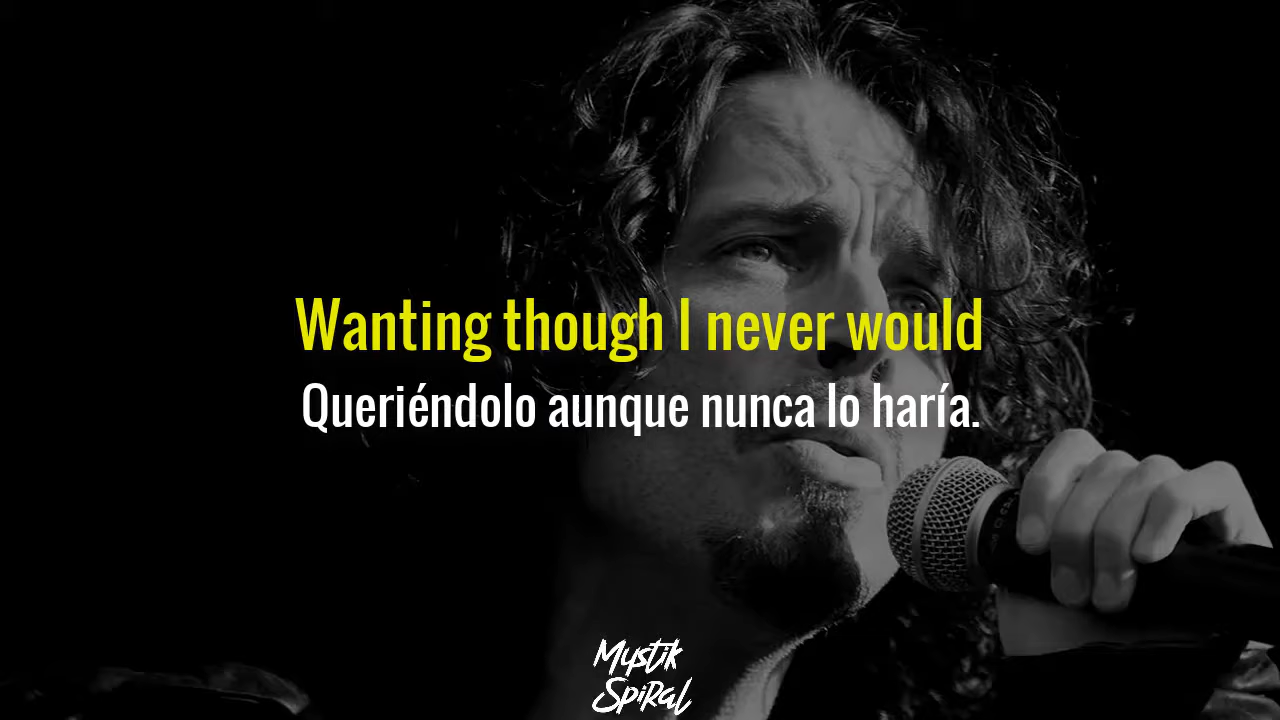 Wanting though I never would
Queriéndolo aunque nunca lo haría.
Mystik
Spiral